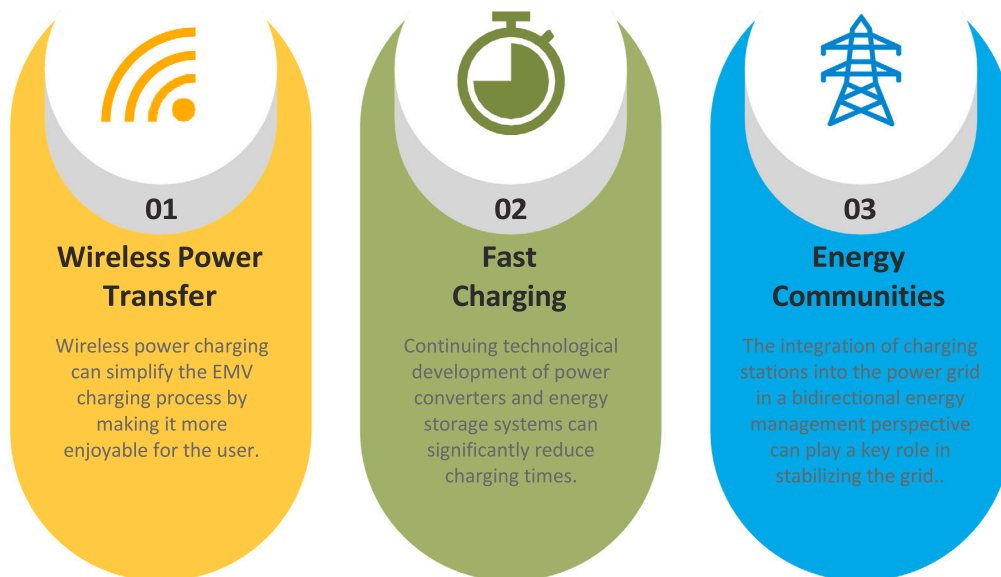 01
Wireless Power
Transfer
Wireless power charging
can simplify the EMV
charging process by
making it more
enjoyable for the user.
02
Fast
Charging
Continuing technological
development of power
converters and energy
storage systems can
significantly reduce
charging times.
03
Energy
Communities
The integration of charging
stations into the power grid
in a bidirectional energy
management perspective
can play a key role in
stabilizing the grid..